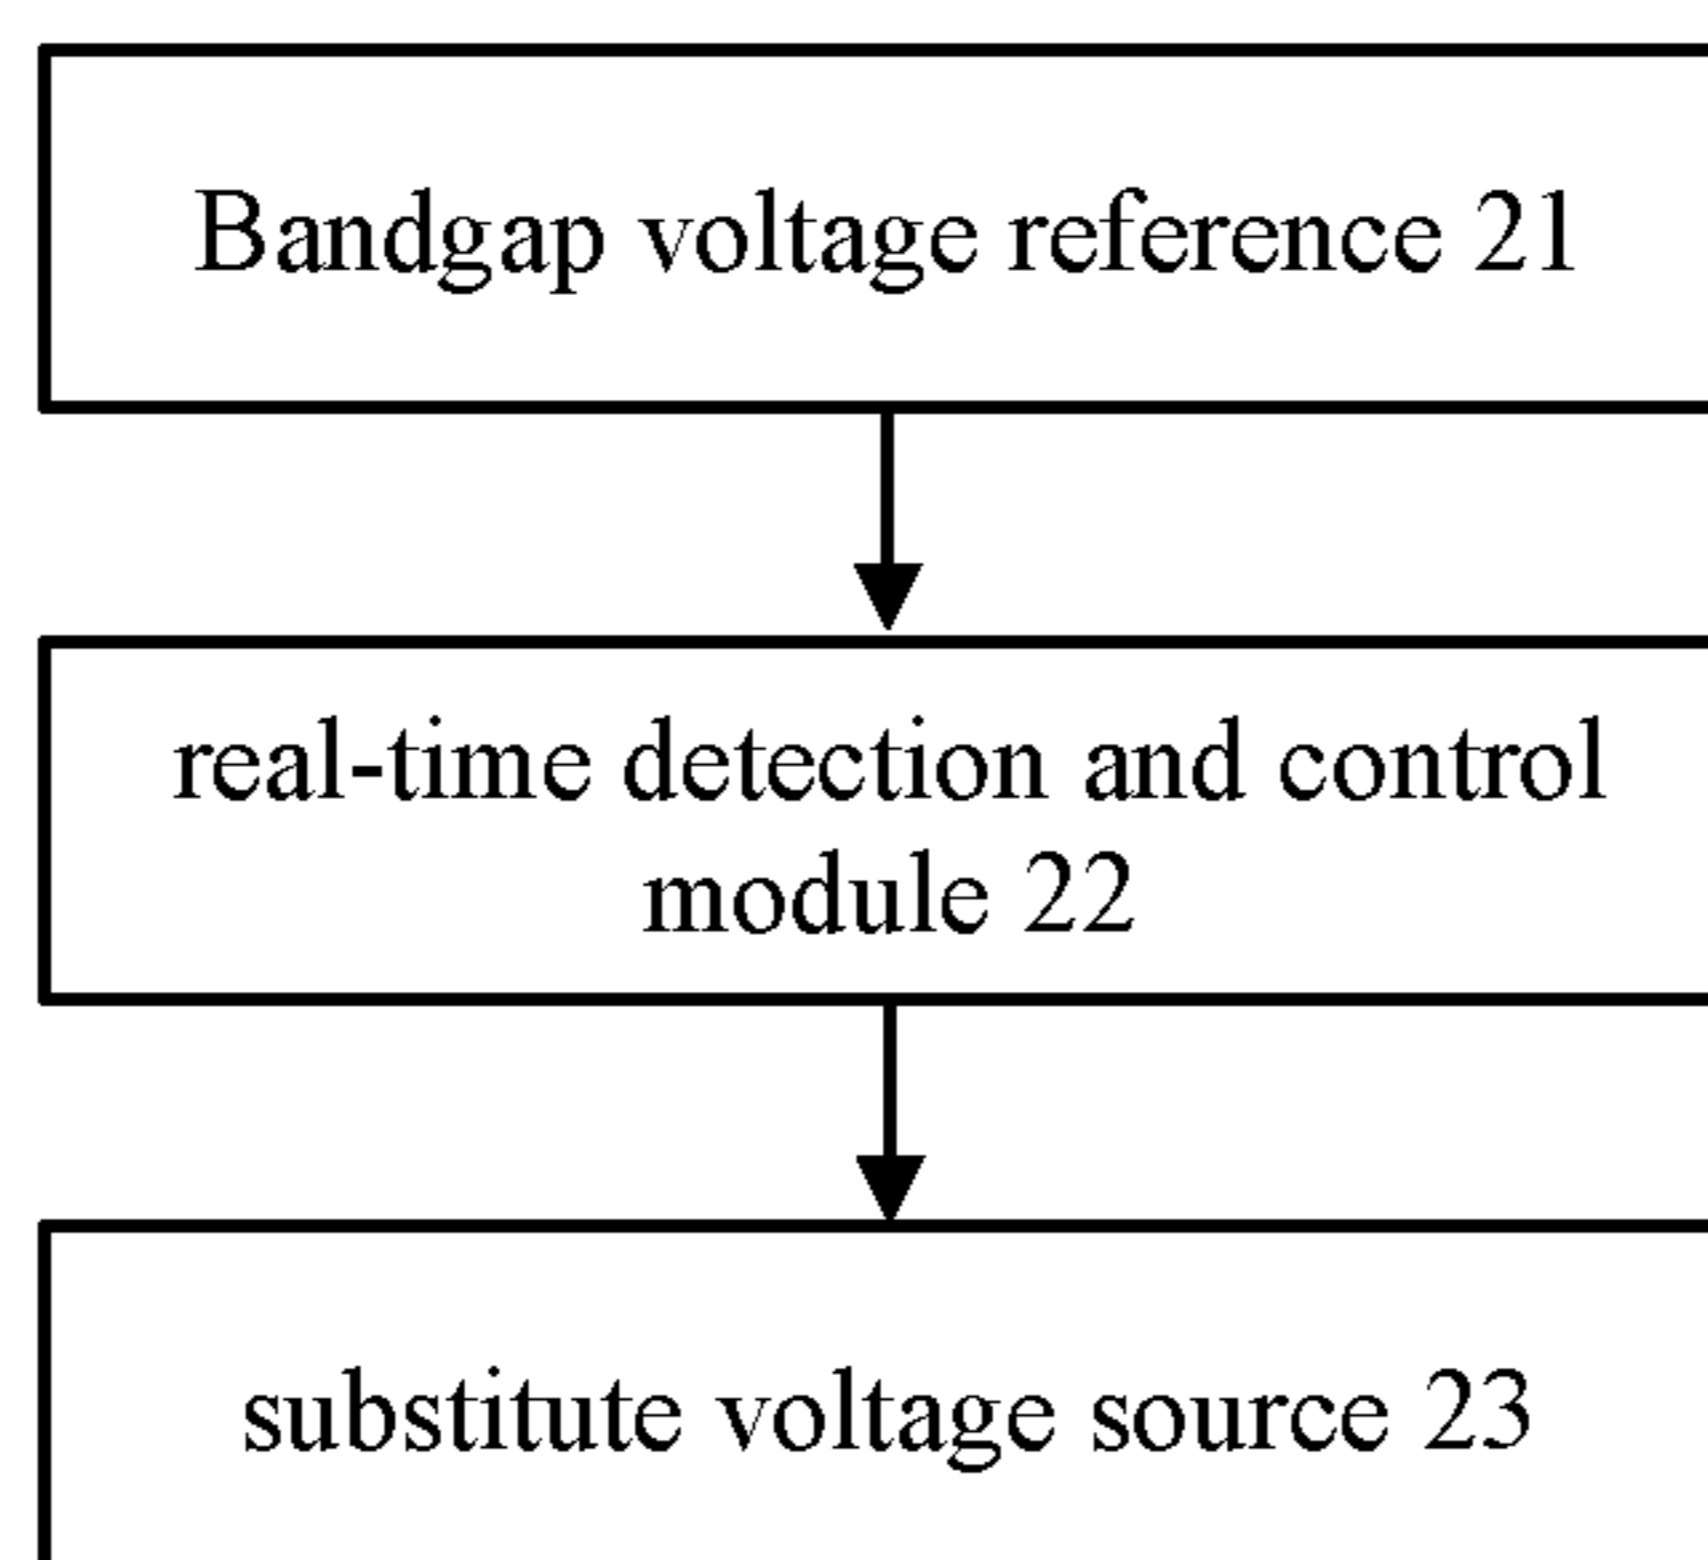 Bandgap voltage reference 21
real-time detection and control
module 22
substitute voltage source 23